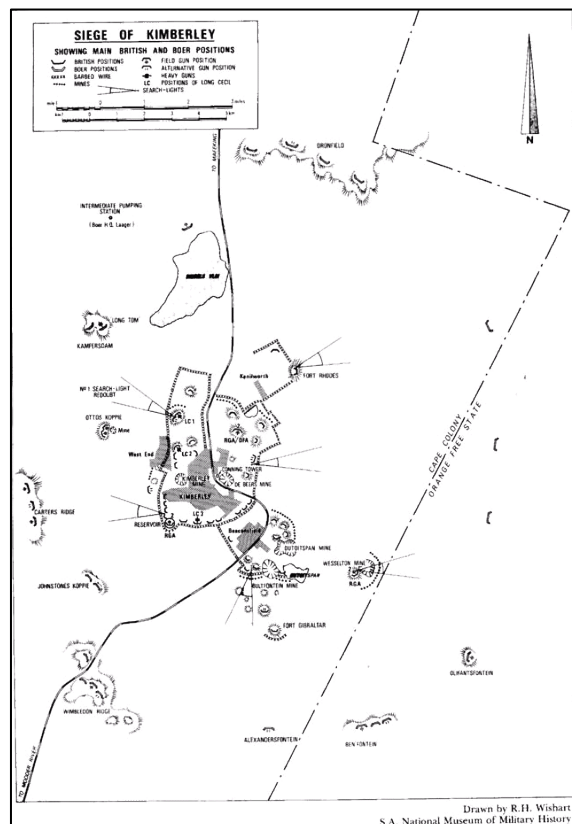 SIEGE OF KIMBERLEY
SHOWING MAIN BRITISH AND BOER POSITIONS
BRITISH POSITIONS
BOER POSITIONS
BARBED WIRE
MINES
FIELD GUN POSITION
ALTERNATIVE GUN POSITION
HEAVY GUNS
LC POSITIONS OF LONG CECIL
SEARCH-LIGHTS
N
TO MAFEKING
DRONFIELD
INTERMEDIATE PUMPING
STATION
(Boer H.Q. Laager)
LONG TOM
KAMFERSDAM
Kenilworth
FORT RHODES
Nº1 SEARCH-LIGHT
REDOUBT
LC 1
OTTOS KOPPIE
Mine
RGA/DFA
West End
LC 2
CONNING TOWER
KIMBERLEY
MINE
DE BEERS MINE
KIMBERLEY
CAPE COLONY
ORANGE FREE STATE
CARTERS RIDGE
RESERVOIR
RGA
LC 3
Beaconsfield
DUTOITSPAN
MINE
WESSELTON MINE
RGA
JOHNSTONES KOPPIE
BULTFONTEIN MINE
FORT GIBRALTAR
OLIFANTSFONTEIN
WIMBLEDON RIDGE
ALEXANDERSFONTEIN
BENFONTEIN
TO MODDER RIVER
Drawn by R.H. Wishart
S.A. National Museum of Military History